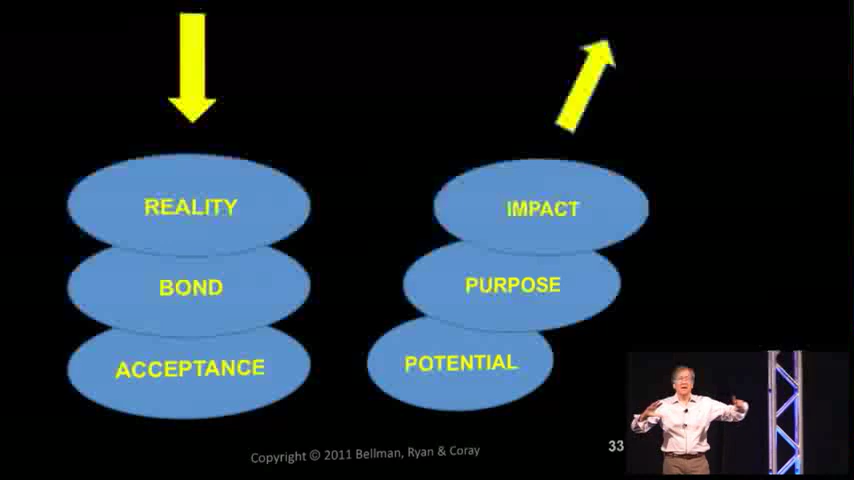 REALITY
BOND
ACCEPTANCE
IMPACT
PURPOSE
POTENTIAL
Copyright © 2011 Bellman, Ryan & Coray
33